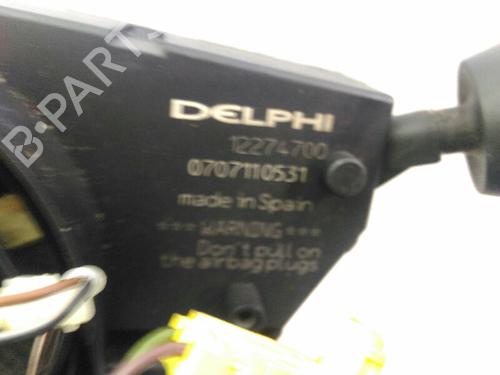 B-PARTS
DELPHI
12274700
0707110531
made in Spain
*** WARNING ***
Don't pull on
the airbag plugs